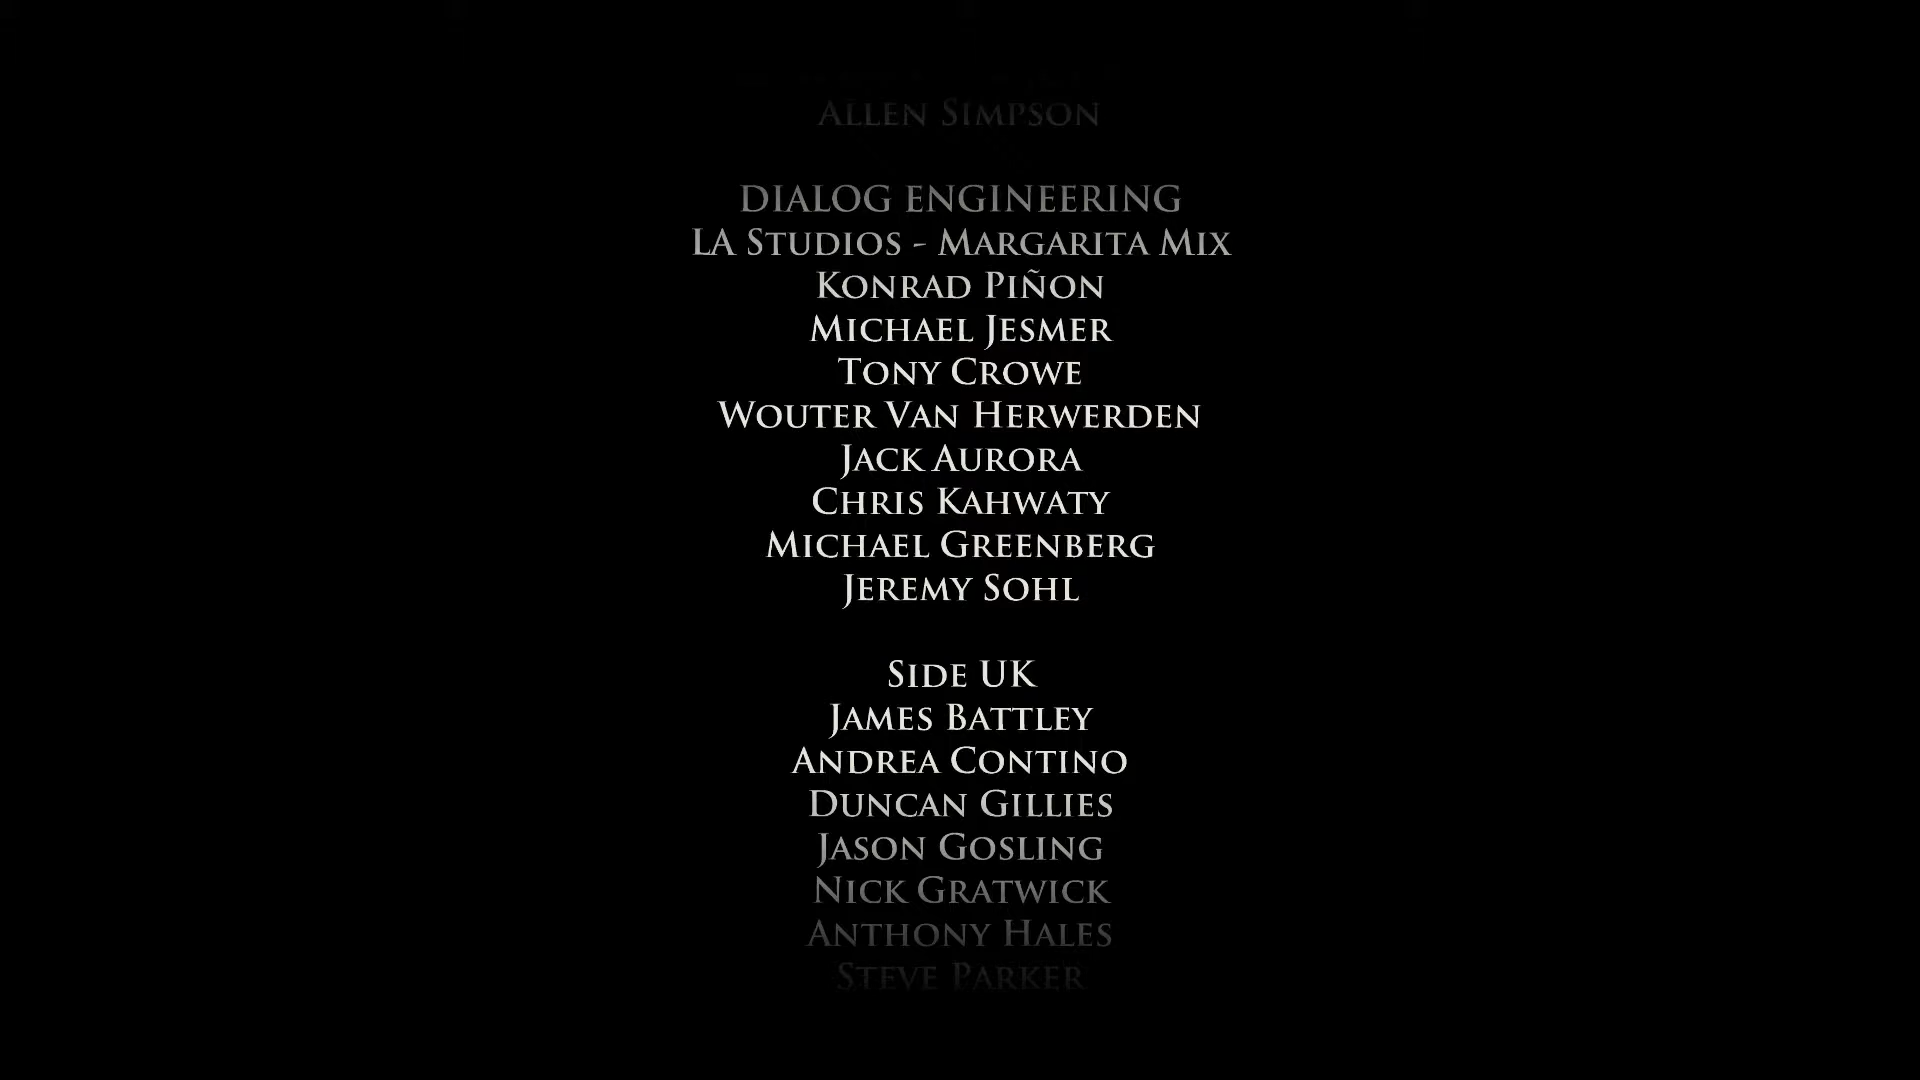 Allen Simpson
DIALOG ENGINEERING
LA Studios - Margarita Mix
Konrad Piñon
Michael Jesmer
Tony Crowe
Wouter Van Herwerden
Jack Aurora
Chris Kahwaty
Michael Greenberg
Jeremy Sohl
Side UK
James Battley
Andrea Contino
Duncan Gillies
Jason Gosling
Nick Gratwick
Anthony Hales
Steve Parker